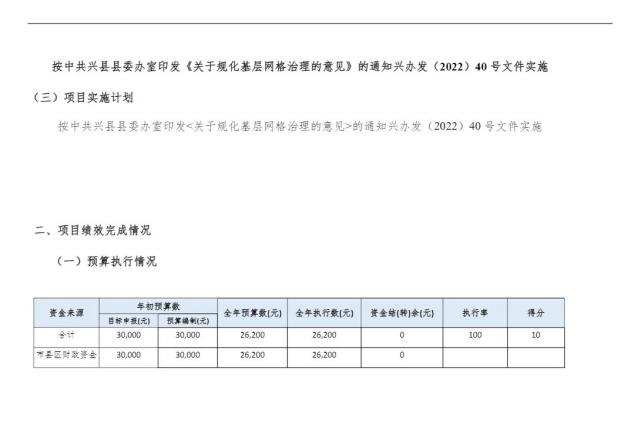 按中共兴县县委办室印发《关于规化基层网格治理的意见》的通知兴办发（2022）40 号文件实施
（三）项目实施计划
按中共兴县县委办室印发<关于规化基层网格治理的意见>的通知兴办发（2022）40 号文件实施
二、项目绩效完成情况
（一）预算执行情况
资金来源 年初预算数 全年预算数(元) 全年执行数(元) 资金结(转)余(元) 执行率 得分
目标申报(元) 预算编制(元)
合计 30,000 30,000 26,200 26,200 0 100 10
市县区财政资金 30,000 30,000 26,200 26,200 0